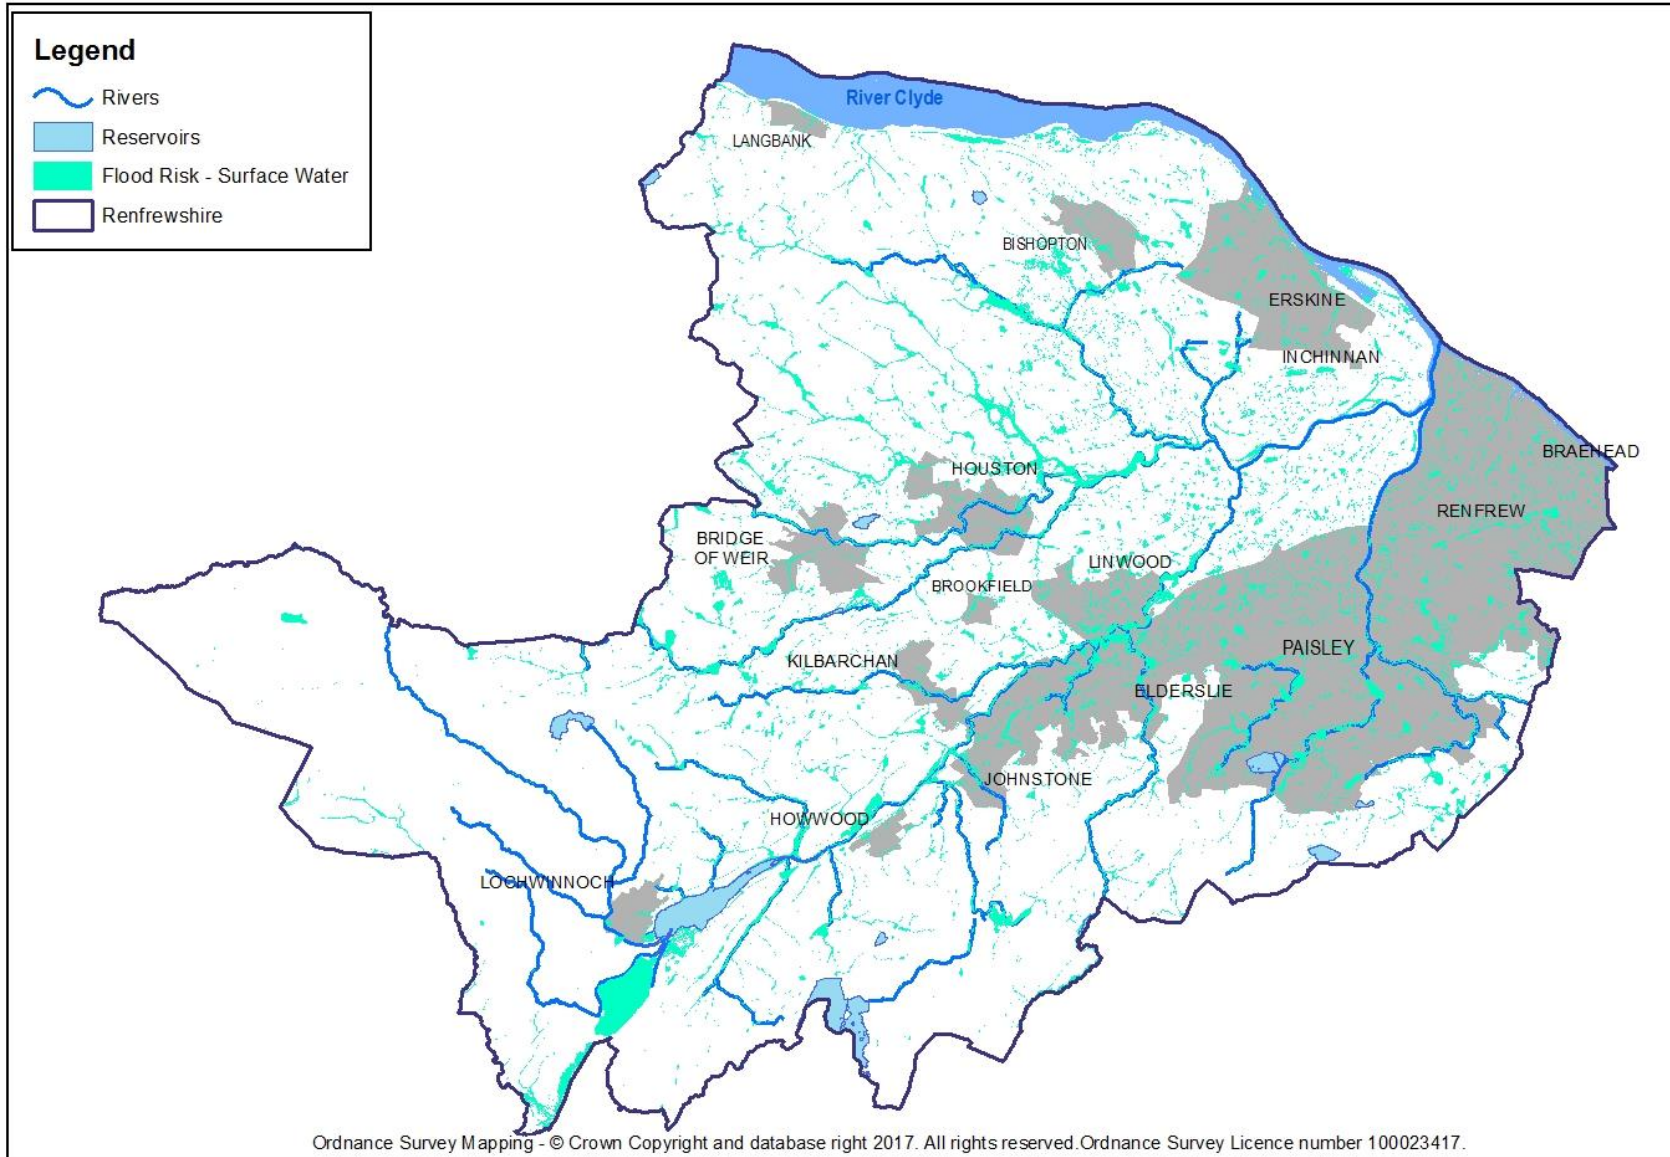 Legend
Rivers
Reservoirs
Flood Risk - Surface Water
Renfrewshire
River Clyde
LANGBANK
BISHOPTON
ERSKINE
INCHINNAN
BRAEHEAD
HOUSTON
RENFREW
BRIDGE
OF WEIR
LINWOOD
BROOKFIELD
PAISLEY
KILBARCHAN
ELDERSLIE
JOHNSTONE
HOWWOOD
LOCHWINNOCH
Ordnance Survey Mapping - © Crown Copyright and database right 2017. All rights reserved.Ordnance Survey Licence number 100023417.